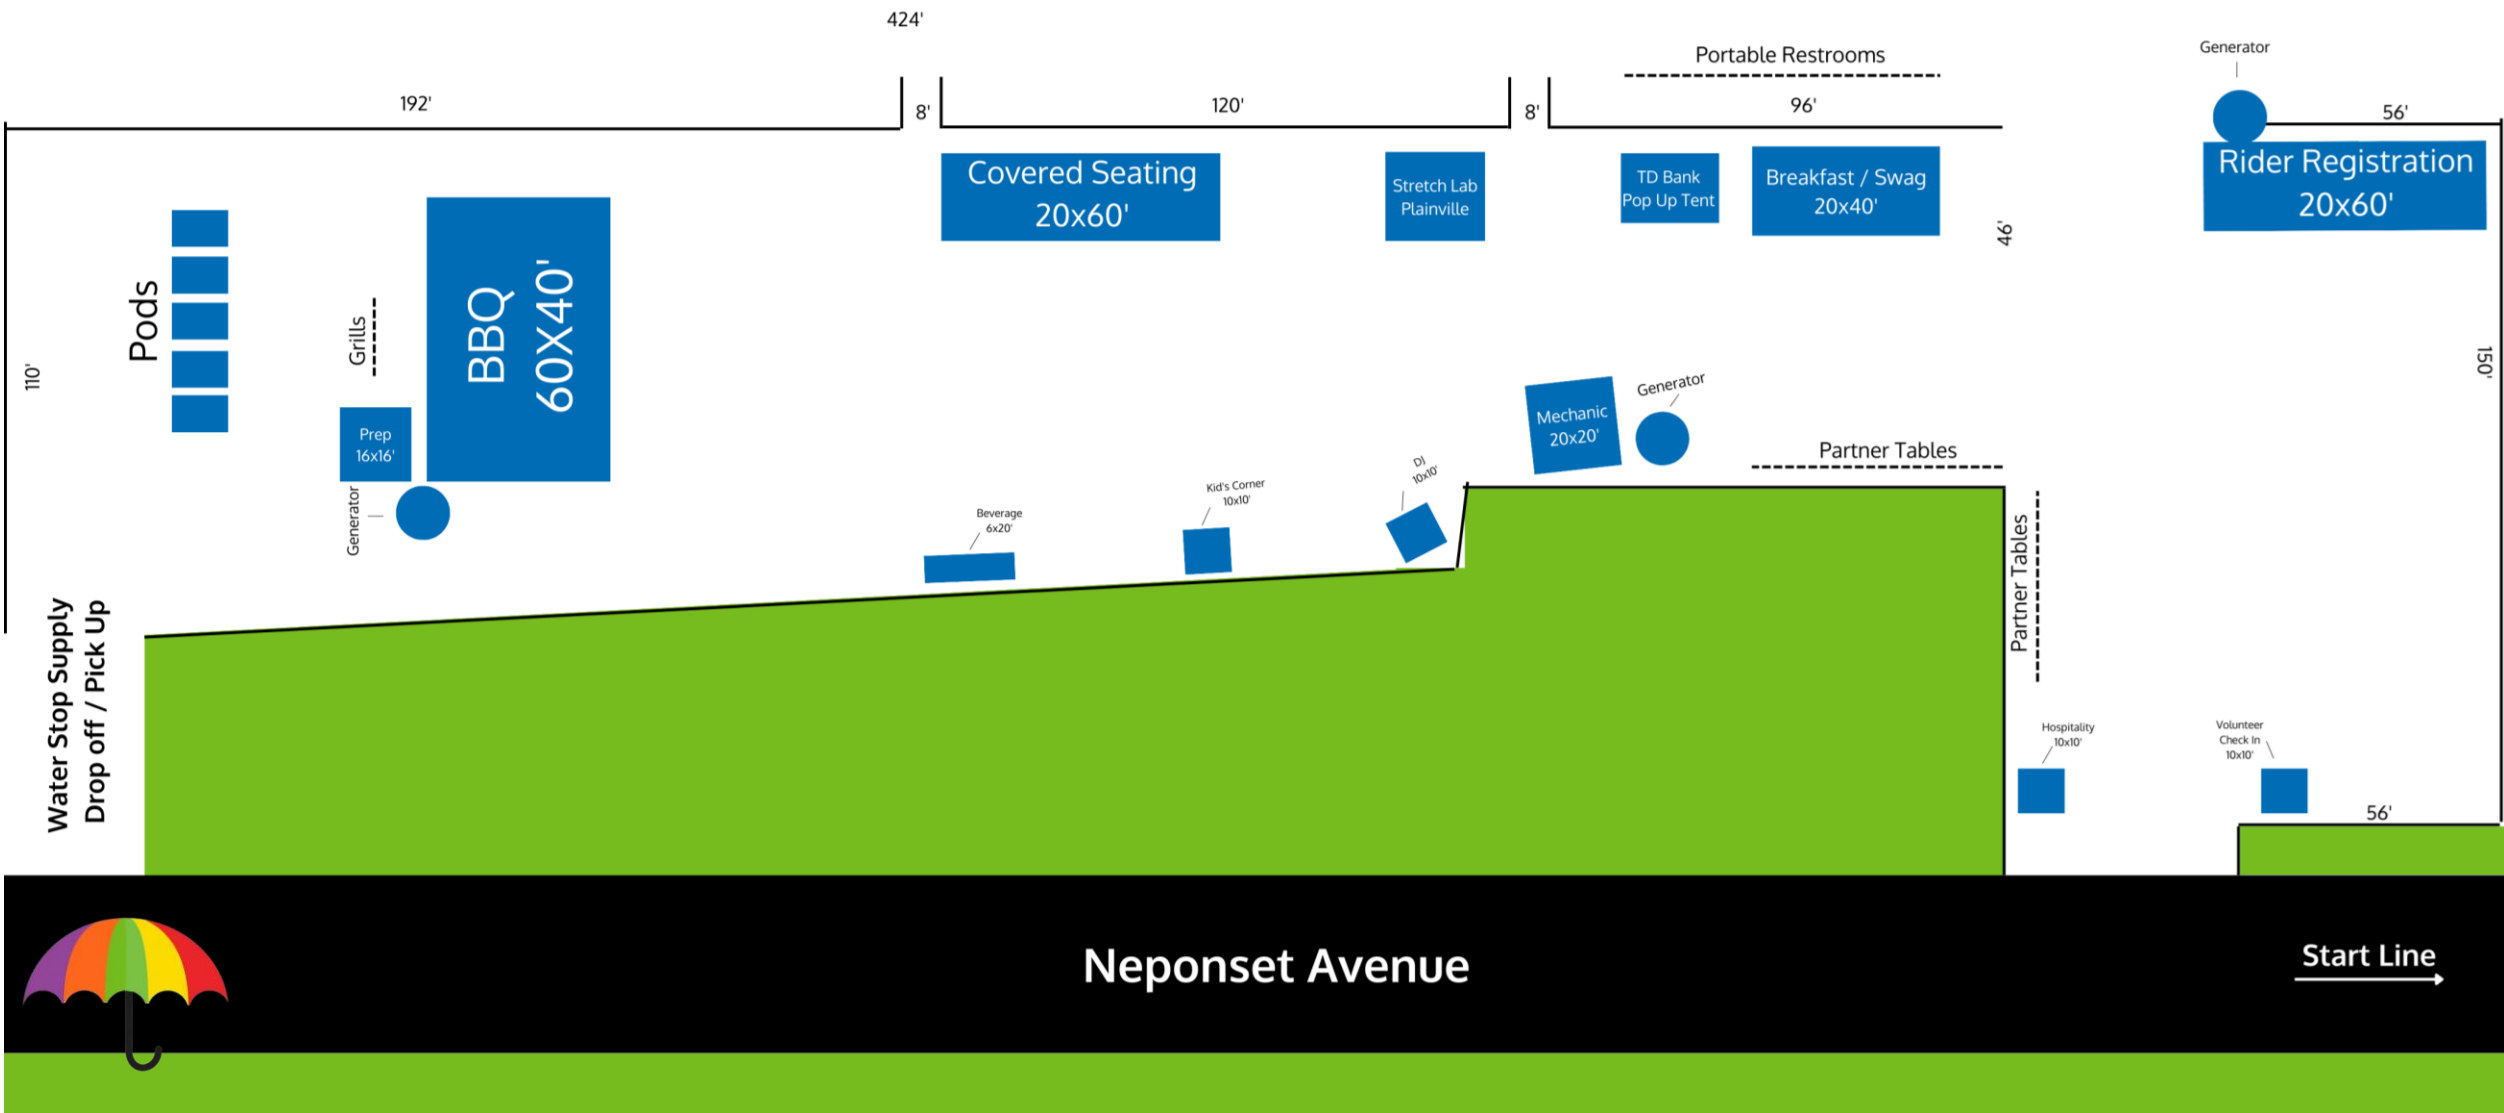 424'
Portable Restrooms
Generator
192'
8'
120'
8'
96'
56'
Covered Seating
20x60'
Stretch Lab
Plainville
TD Bank
Pop Up Tent
Breakfast / Swag
20x40'
Rider Registration
20x60'
46'
Pods
Grills
BBQ
60X40'
110'
150'
Prep
16x16'
Generator
Mechanic
20x20'
Generator
Partner Tables
DJ
10x10'
Kid's Corner
10x10'
Beverage
6x20'
Partner Tables
Water Stop Supply
Drop off / Pick Up
Hospitality
10x10'
Volunteer
Check In
10x10'
56'
Neponset Avenue
Start Line